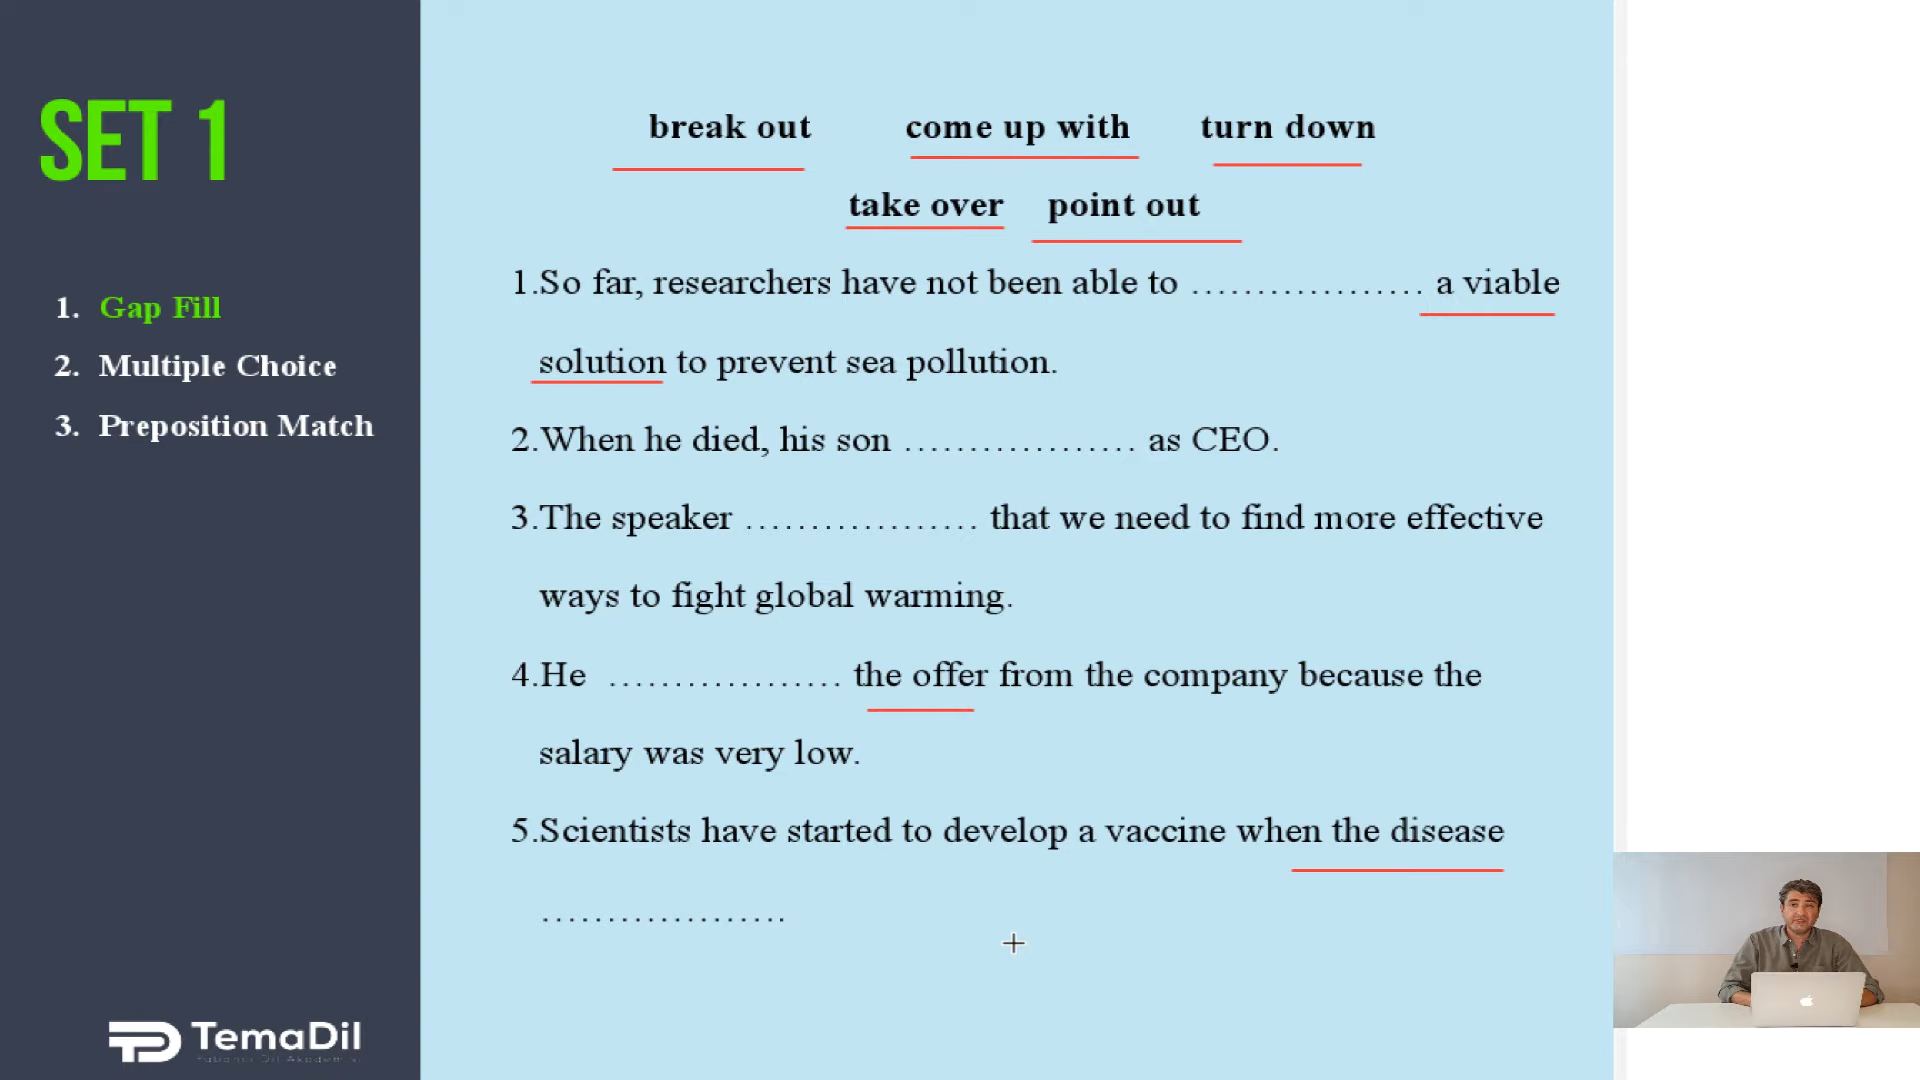 SET 1
1. Gap Fill
2. Multiple Choice
3. Preposition Match
break out come up with turn down
take over point out
1.So far, researchers have not been able to .................. a viable
solution to prevent sea pollution.
2.When he died, his son .................. as CEO.
3.The speaker .................. that we need to find more effective
ways to fight global warming.
4.He .................. the offer from the company because the
salary was very low.
5.Scientists have started to develop a vaccine when the disease
...................
TemaDil